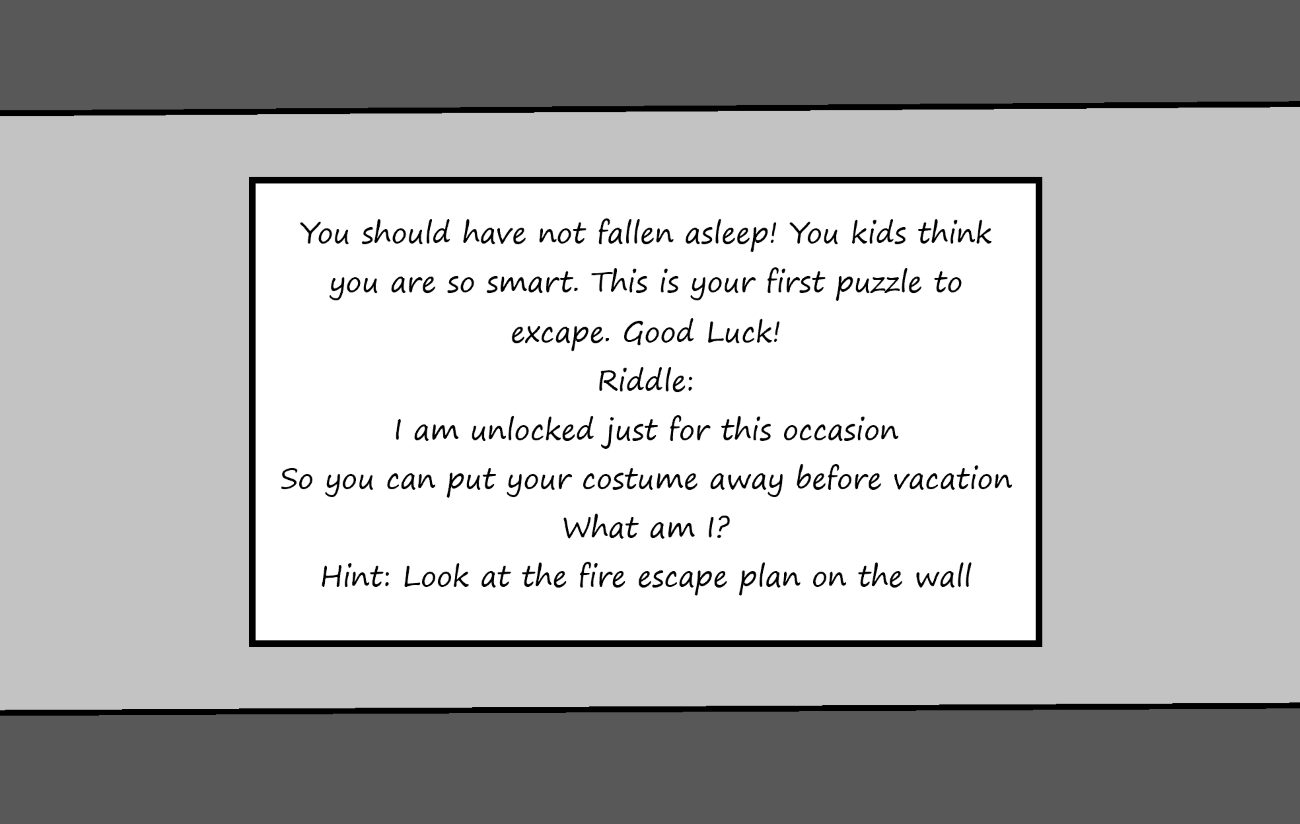 You should have not fallen asleep! You kids think
you are so smart. This is your first puzzle to
excape. Good Luck!
Riddle:
I am unlocked just for this occasion
So you can put your costume away before vacation
What am I?
Hint: Look at the fire escape plan on the wall